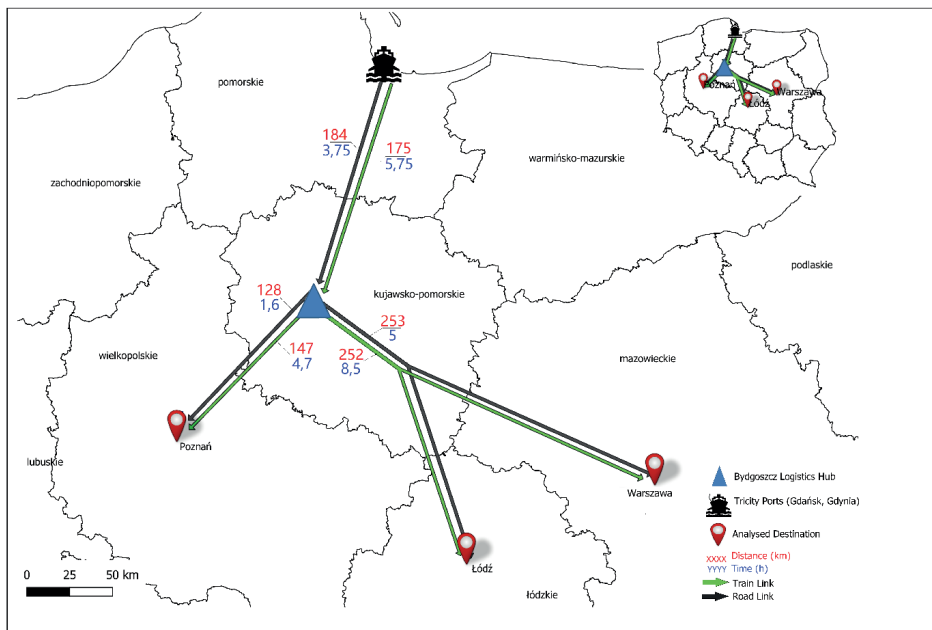 pomorskie
Poznań
Łódź
Warszawa
184
3,75
175
5,75
warmińsko-mazurskie
zachodniopomorskie
podlaskie
128
1,6
kujawsko-pomorskie
253
5
147
4,7
252
8,5
wielkopolskie
mazowieckie
Poznań
lubuskie
Warszawa
Łódź
łódzkie
Bydgoszcz Logistics Hub
Tricity Ports (Gdańsk, Gdynia)
Analysed Destination
XXXX Distance (km)
YYYY Time (h)
Train Link
Road Link
0 25 50 km